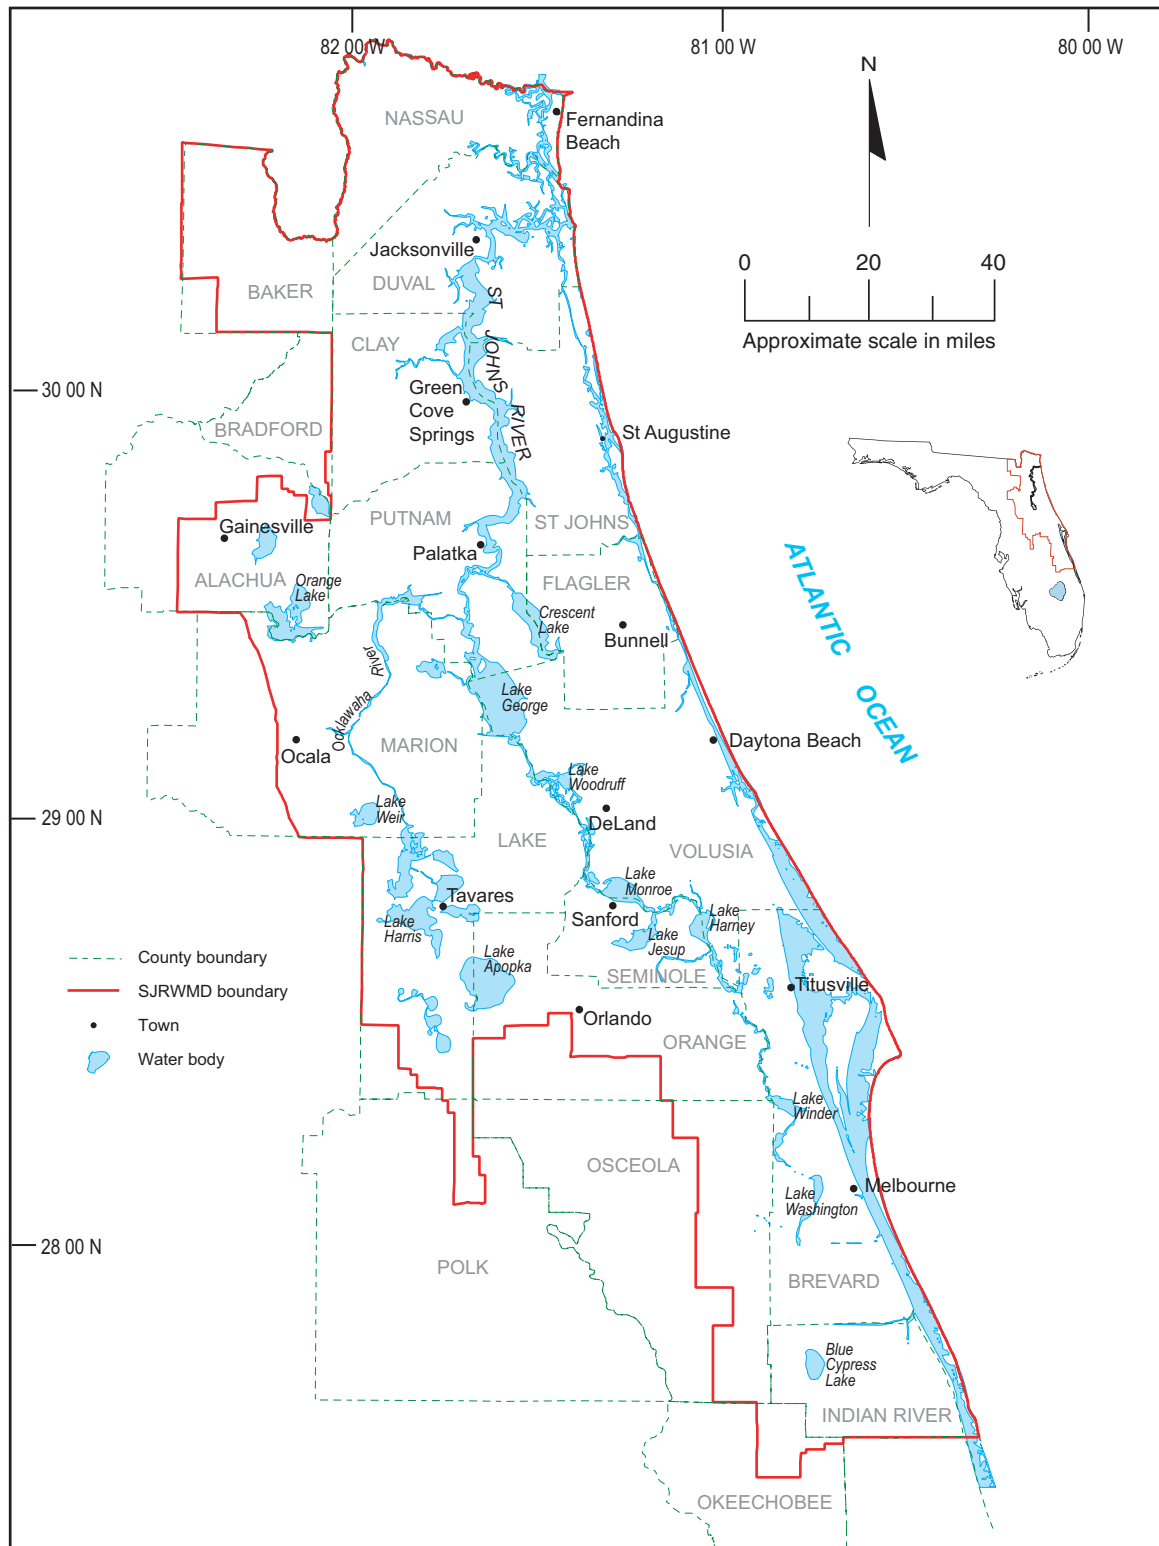 82 00 W
81 00 W
80 00 W
N
NASSAU
Fernandina
Beach
Jacksonville
0
20
40
Approximate scale in miles
BAKER
DUVAL
ST JOHNS RIVER
CLAY
30 00 N
Green
Cove
Springs
BRADFORD
St Augustine
PUTNAM
ST JOHNS
Gainesville
Palatka
ALACHUA
Orange
Lake
FLAGLER
Crescent
Lake
Bunnell
ATLANTIC OCEAN
Ocklawaha River
Lake
George
Ocala
MARION
Daytona Beach
Lake
Woodruff
Lake
Weir
DeLand
29 00 N
LAKE
VOLUSIA
Lake
Monroe
Tavares
Sanford
Lake
Harney
Lake
Harris
Lake
Jesup
Lake
Apopka
SEMINOLE
Titusville
County boundary
SJRWMD boundary
Town
Water body
Orlando
ORANGE
Lake
Winder
OSCEOLA
Melbourne
Lake
Washington
28 00 N
POLK
BREVARD
Blue
Cypress
Lake
INDIAN RIVER
OKEECHOBEE